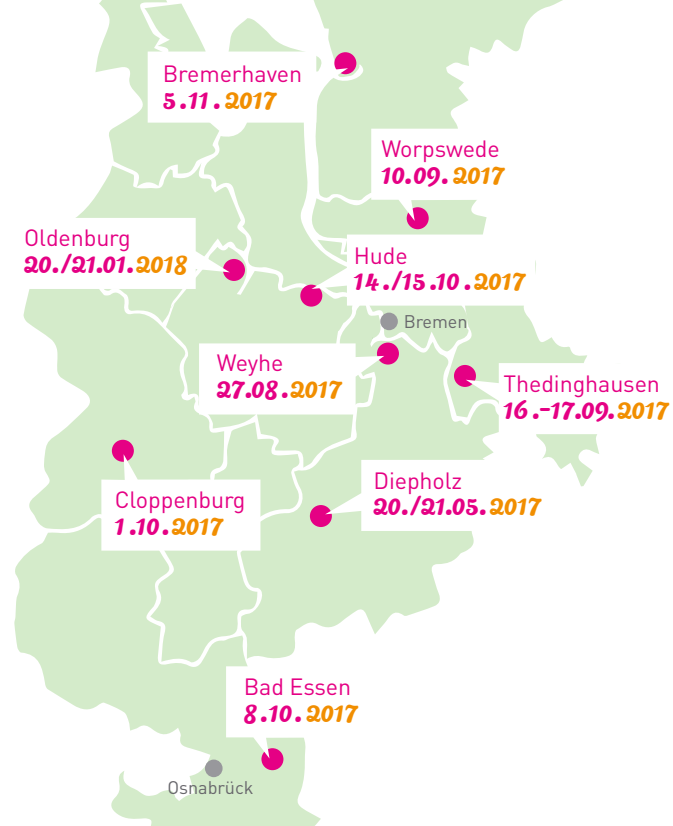 Bremerhaven
5.11.2017
Worpswede
10.09.2017
Oldenburg
20./21.01.2018
Hude
14./15.10.2017
Bremen
Weyhe
27.08.2017
Thedinghausen
16.-17.09.2017
Diepholz
20./21.05.2017
Cloppenburg
1.10.2017
Bad Essen
8.10.2017
Osnabrück